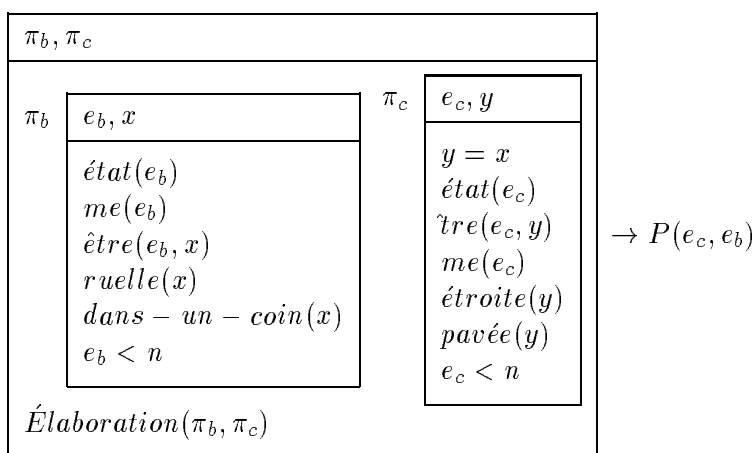 π_b, π_c
π_b
e_b, x
état(e_b)
me(e_b)
être(e_b, x)
ruelle(x)
dans − un − coin(x)
e_b < n
π_c
e_c, y
y = x
état(e_c)
̂tre(e_c, y)
me(e_c)
étroite(y)
pavée(y)
e_c < n
Élaboration(π_b, π_c)
→ P(e_c, e_b)